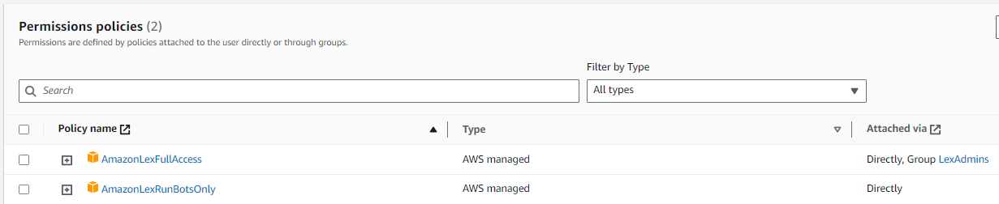 Permissions policies (2)
Permissions are defined by policies attached to the user directly or through groups.
Filter by Type
Search
All types
Policy name Type Attached via
AmazonLexFullAccess AWS managed Directly, Group LexAdmins
AmazonLexRunBotsOnly AWS managed Directly